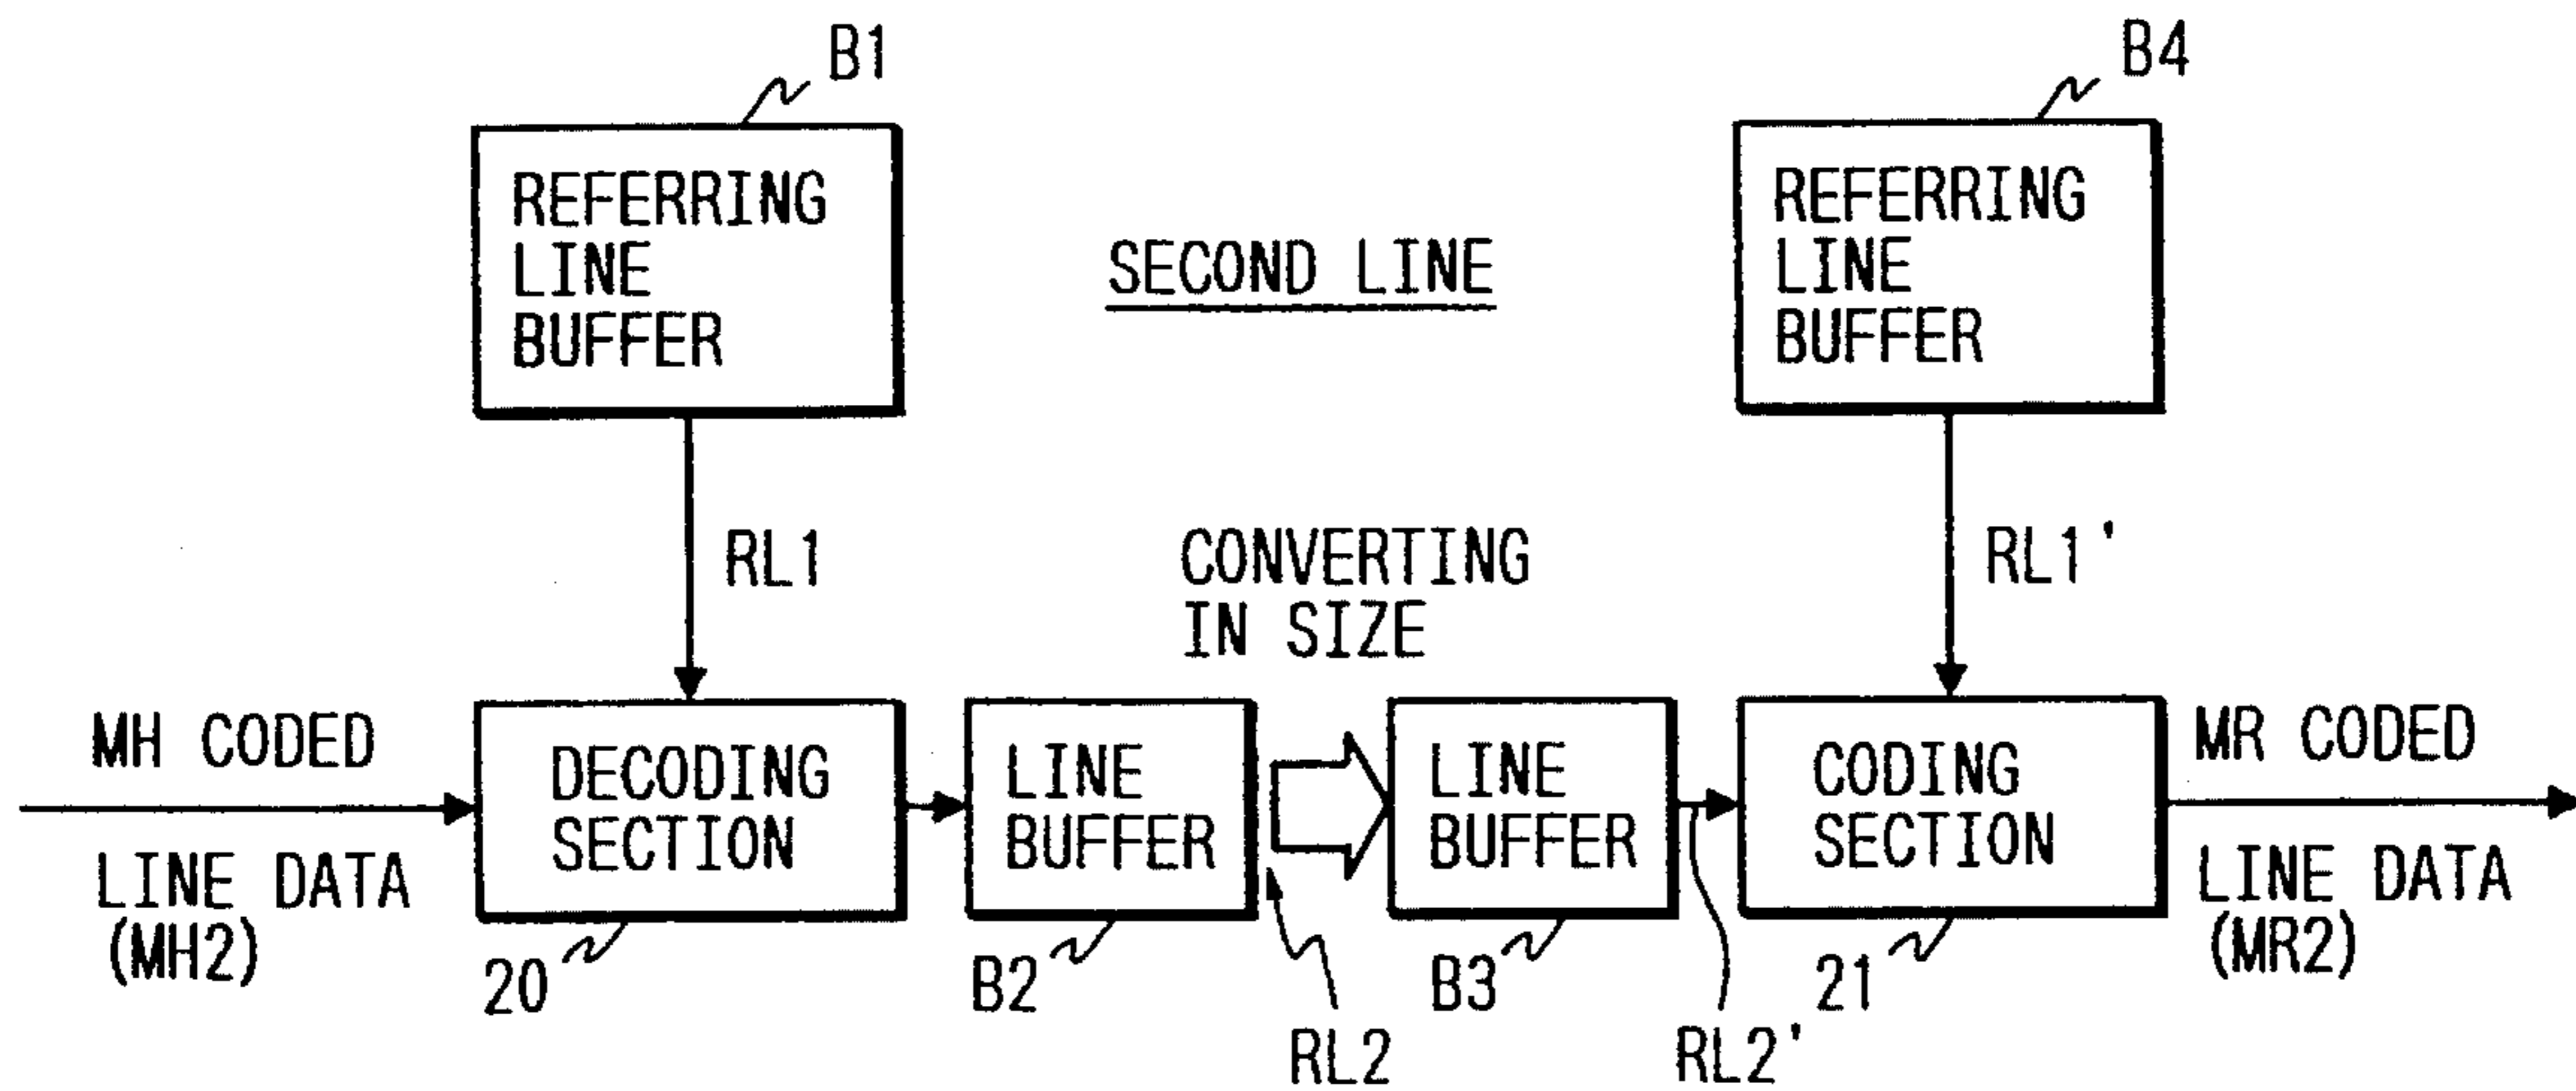 B1
B4
REFERRING
LINE
BUFFER
SECOND LINE
REFERRING
LINE
BUFFER
RL1
CONVERTING
IN SIZE
RL1'
MH CODED
LINE DATA
(MH2)
DECODING
SECTION
LINE
BUFFER
LINE
BUFFER
CODING
SECTION
MR CODED
LINE DATA
(MR2)
20
B2
RL2
B3
RL2'
21